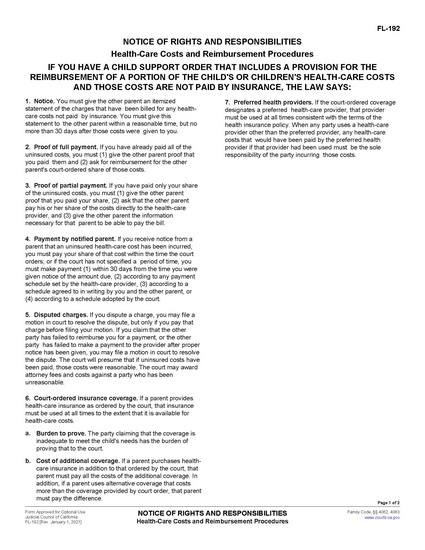 FL-192
NOTICE OF RIGHTS AND RESPONSIBILITIES
Health-Care Costs and Reimbursement Procedures
IF YOU HAVE A CHILD SUPPORT ORDER THAT INCLUDES A PROVISION FOR THE
REIMBURSEMENT OF A PORTION OF THE CHILD'S OR CHILDREN'S HEALTH-CARE COSTS
AND THOSE COSTS ARE NOT PAID BY INSURANCE, THE LAW SAYS:
1. Notice. You must give the other parent an itemized
statement of the charges that have been billed for any health-
care costs not paid by insurance. You must give this
statement to the other parent within a reasonable time, but no
more than 30 days after those costs were given to you.
2. Proof of full payment. If you have already paid all of the
uninsured costs, you must (1) give the other parent proof that
you paid them and (2) ask for reimbursement for the other
parent's court-ordered share of those costs.
3. Proof of partial payment. If you have paid only your share
of the uninsured costs, you must (1) give the other parent
proof that you paid your share, (2) ask that the other parent
pay his or her share of the costs directly to the health-care
provider, and (3) give the other parent the information
necessary for that parent to be able to pay the bill.
4. Payment by notified parent. If you receive notice from a
parent that an uninsured health-care cost has been incurred,
you must pay your share of that cost within the time the court
orders; or if the court has not specified a period of time, you
must make payment (1) within 30 days from the time you were
given notice of the amount due, (2) according to any payment
schedule set by the health-care provider, (3) according to a
schedule agreed to in writing by you and the other parent, or
(4) according to a schedule adopted by the court.
5. Disputed charges. If you dispute a charge, you may file a
motion in court to resolve the dispute, but only if you pay that
charge before filing your motion. If you claim that the other
party has failed to reimburse you for a payment, or the other
party has failed to make a payment to the provider after proper
notice has been given, you may file a motion in court to resolve
the dispute. The court will presume that if uninsured costs have
been paid, those costs were reasonable. The court may award
attorney fees and costs against a party who has been
unreasonable.
6. Court-ordered insurance coverage. If a parent provides
health-care insurance as ordered by the court, that insurance
must be used at all times to the extent that it is available for
health-care costs.
a. Burden to prove. The party claiming that the coverage is
inadequate to meet the child's needs has the burden of
proving that to the court.
b. Cost of additional coverage. If a parent purchases health-
care insurance in addition to that ordered by the court, that
parent must pay all the costs of the additional coverage. In
addition, if a parent uses alternative coverage that costs
more than the coverage provided by court order, that parent
must pay the difference.
7. Preferred health providers. If the court-ordered coverage
designates a preferred health-care provider, that provider
must be used at all times consistent with the terms of the
health insurance policy. When any party uses a health-care
provider other than the preferred provider, any health-care
costs that would have been paid by the preferred health
provider if that provider had been used must be the sole
responsibility of the party incurring those costs.
Page 1 of 2
Form Approved for Optional Use
Judicial Council of California
FL-192 [Rev. January 1, 2021]
NOTICE OF RIGHTS AND RESPONSIBILITIES
Health-Care Costs and Reimbursement Procedures
Family Code, §§ 4062, 4063
www.courts.ca.gov